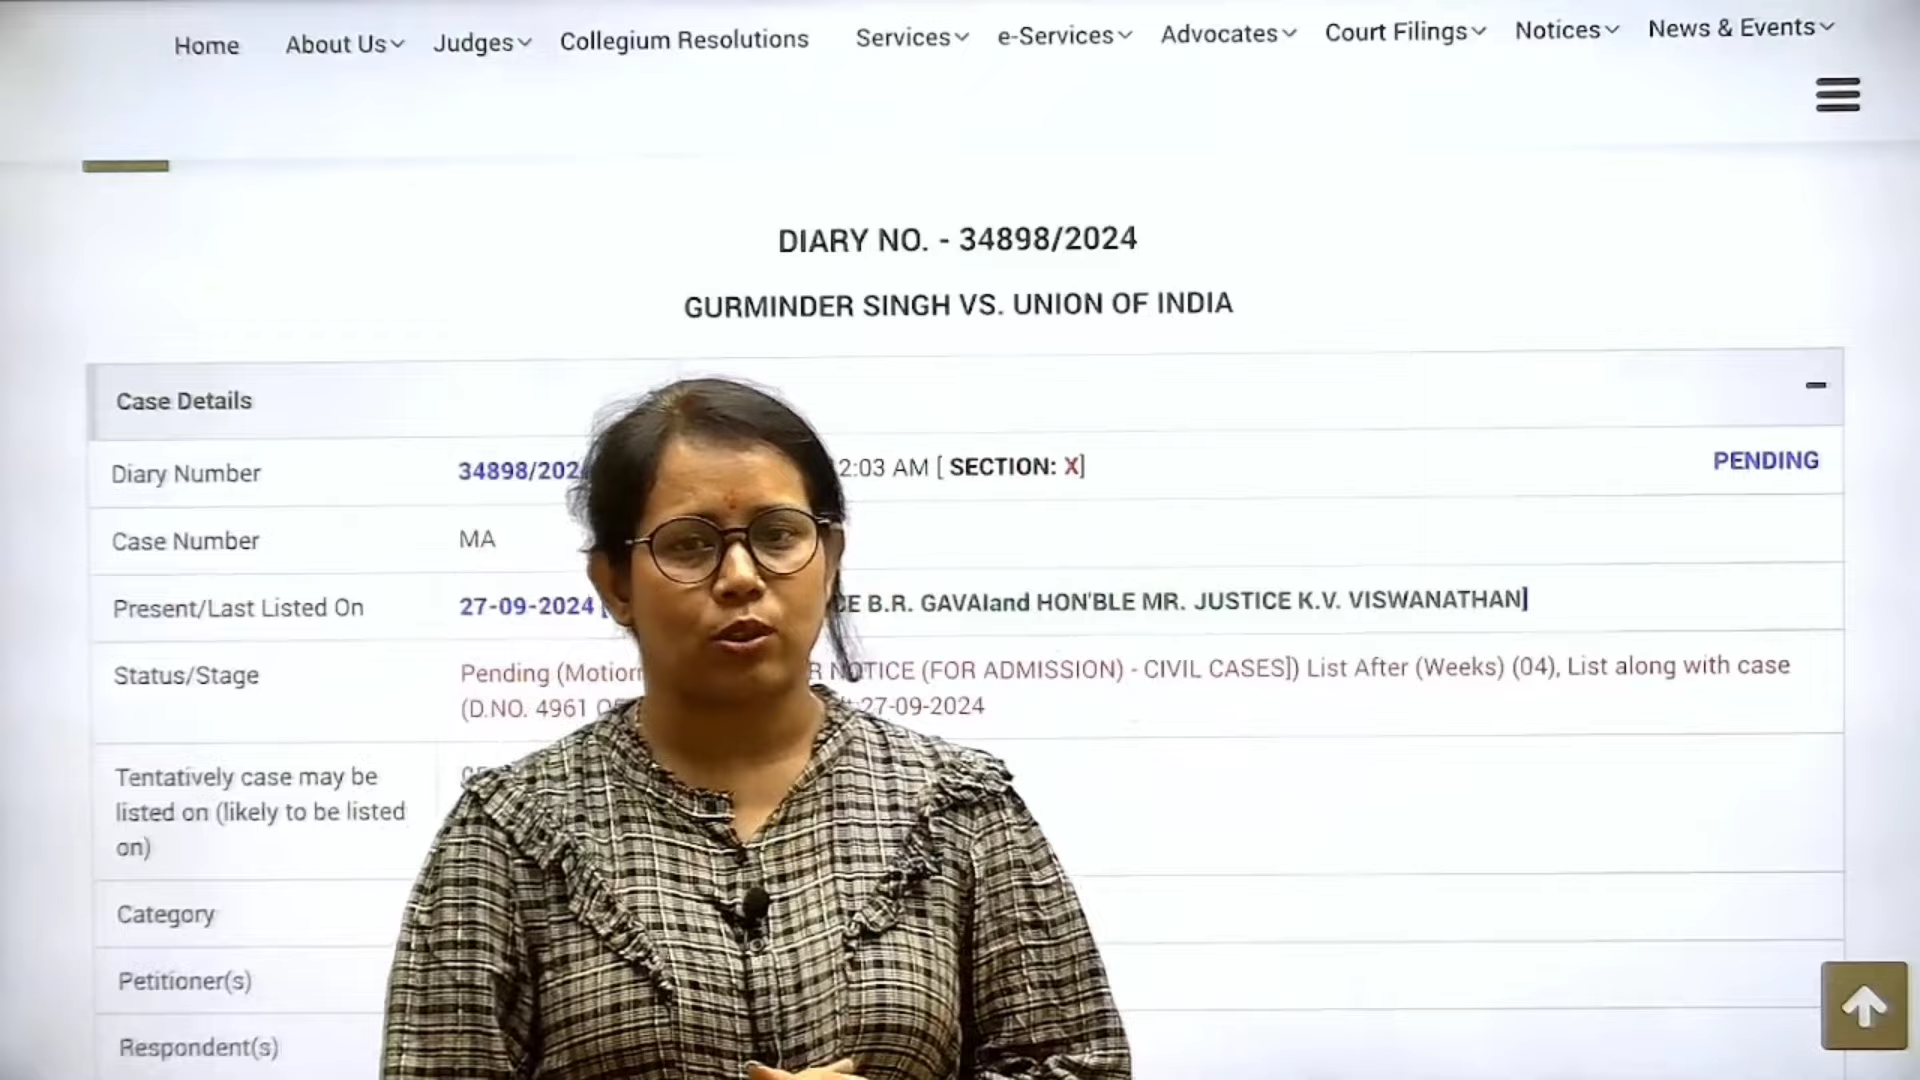 Home About Us Judges Collegium Resolutions Services e-Services Advocates Court Filings Notices News & Events
DIARY NO. - 34898/2024
GURMINDER SINGH VS. UNION OF INDIA
Case Details
Diary Number 34898/202 2:03 AM [ SECTION: X] PENDING
Case Number MA
Present/Last Listed On 27-09-2024 [ CE B.R. GAVAIand HON'BLE MR. JUSTICE K.V. VISWANATHAN]
Status/Stage Pending (Motion R NOTICE (FOR ADMISSION) - CIVIL CASES]) List After (Weeks) (04), List along with case
(D.NO. 4961 27-09-2024
Tentatively case may be
listed on (likely to be listed
on)
Category
Petitioner(s)
Respondent(s)